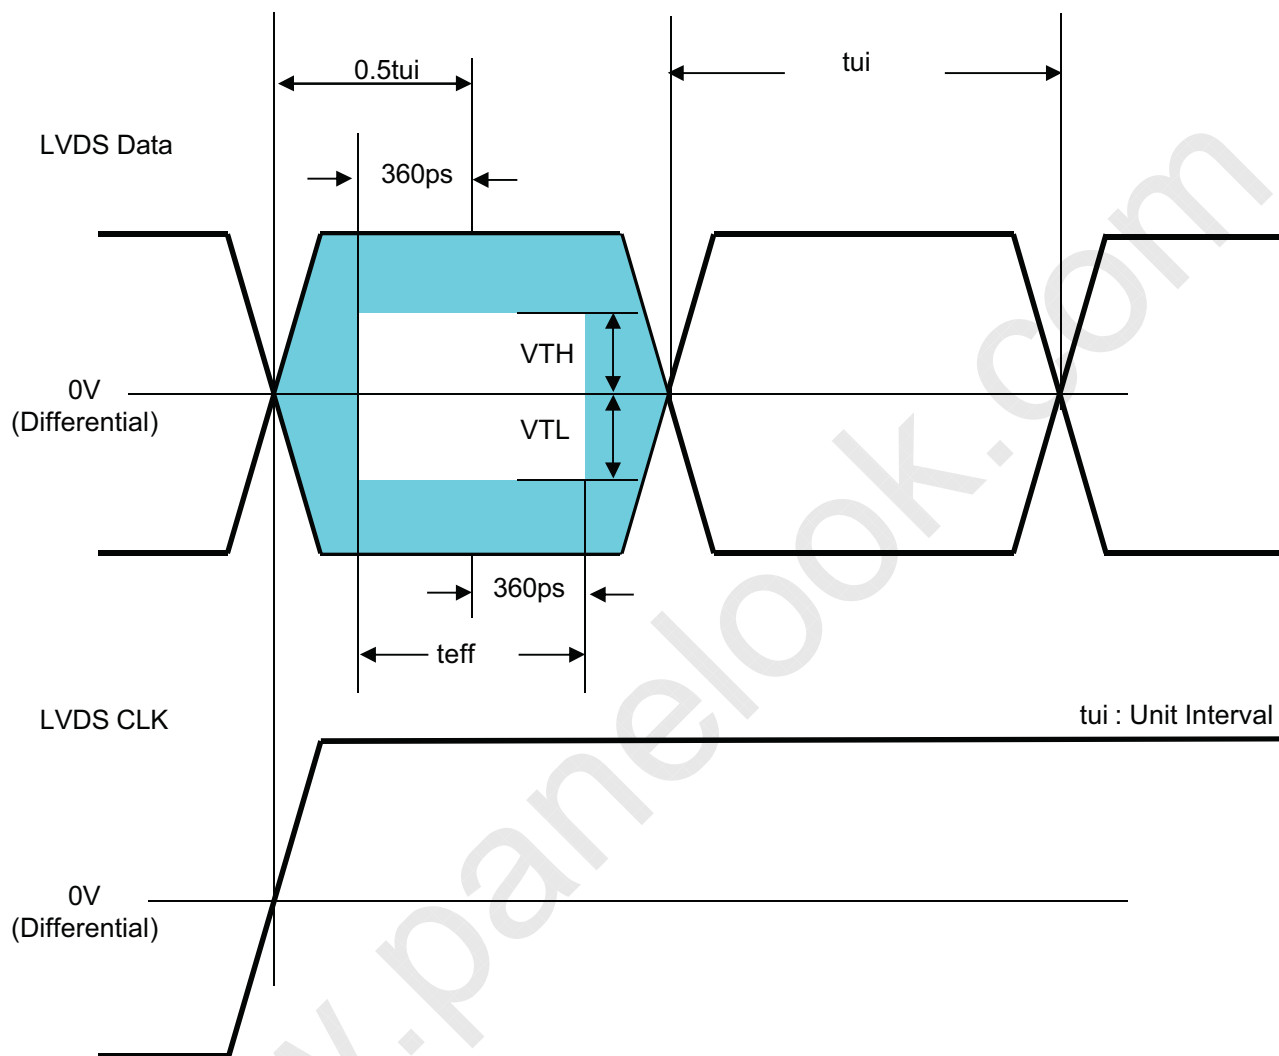 0.5tui
tui
LVDS Data
360ps
VTH
0V
(Differential)
VTL
360ps
teff
LVDS CLK
tui : Unit Interval
0V
(Differential)
www.panelook.com